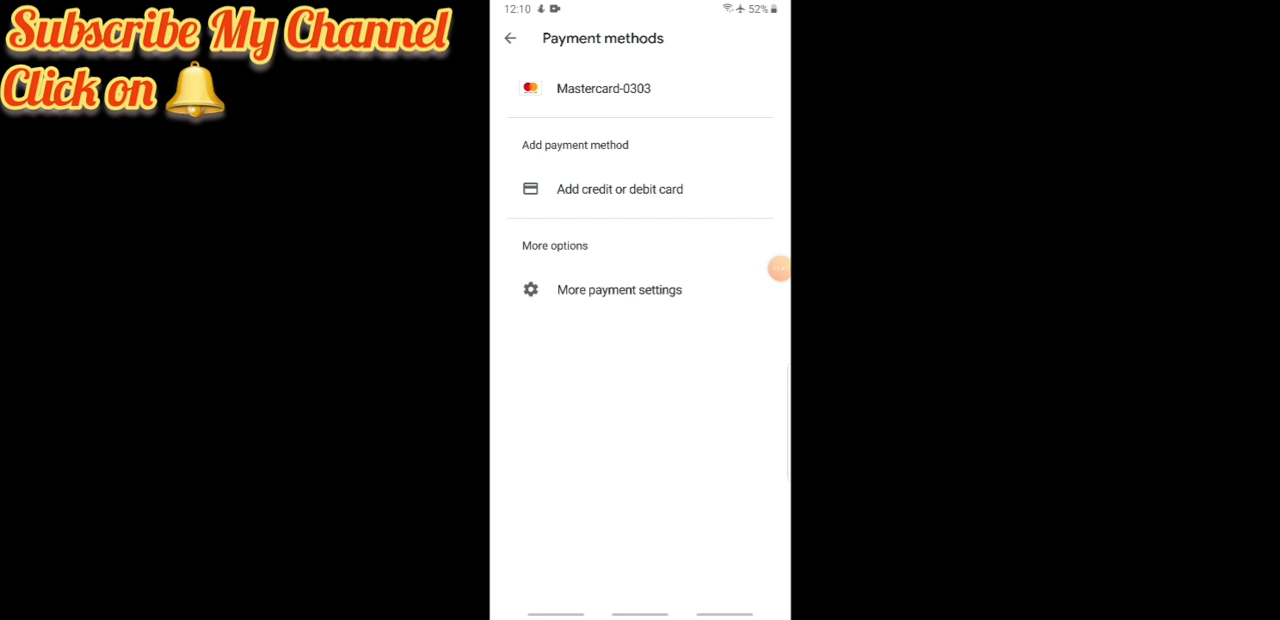 Subscribe My Channel
Click on
12:10
52%
Payment methods
Mastercard-0303
Add payment method
Add credit or debit card
More options
More payment settings